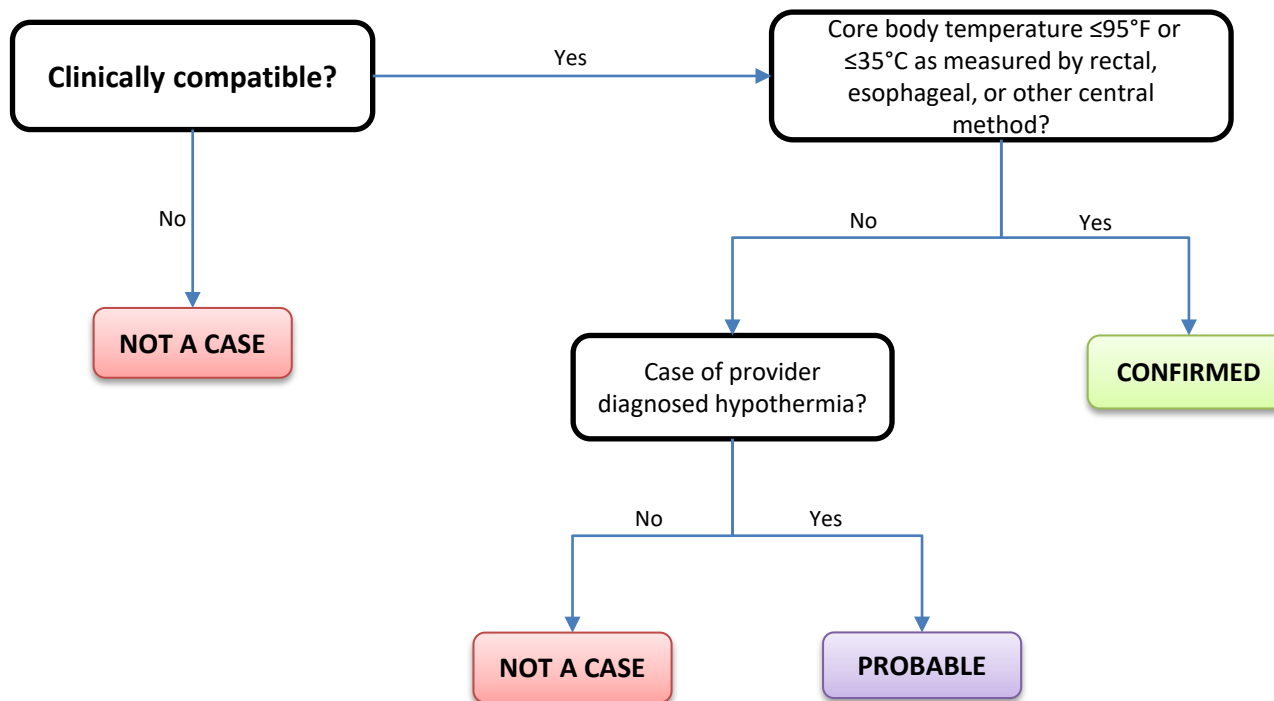 Clinically compatible?
Yes
Core body temperature ≤95°F or
≤35°C as measured by rectal,
esophageal, or other central
method?
No
No
Yes
NOT A CASE
Case of provider
diagnosed hypothermia?
CONFIRMED
No
Yes
NOT A CASE
PROBABLE